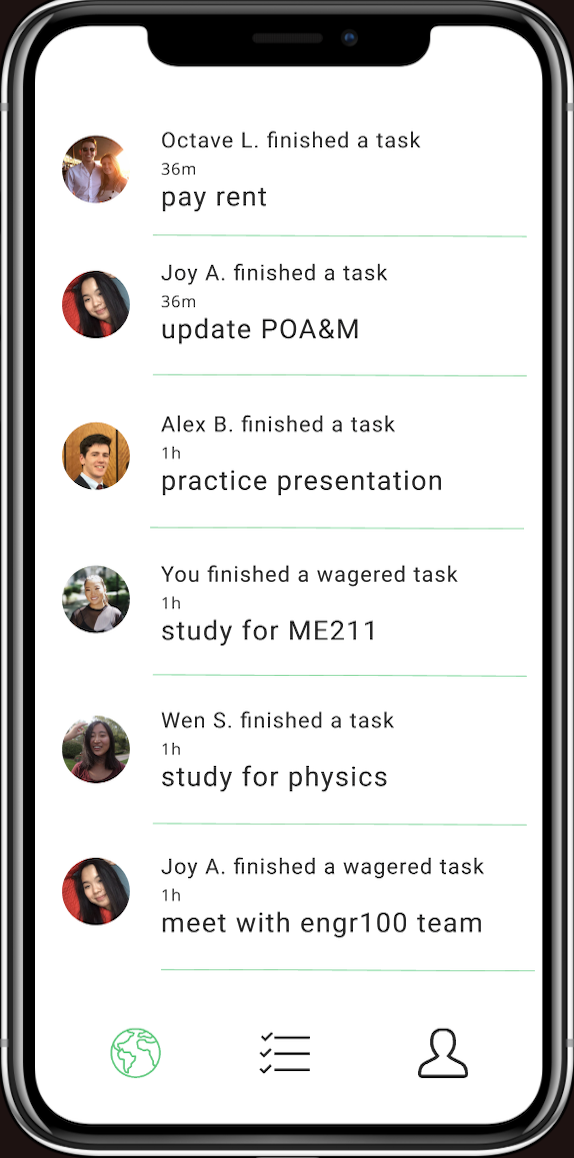 Octave L. finished a task
36m
pay rent
Joy A. finished a task
36m
update POA&M
Alex B. finished a task
1h
practice presentation
You finished a wagered task
1h
study for ME211
Wen S. finished a task
1h
study for physics
Joy A. finished a wagered task
1h
meet with engr100 team